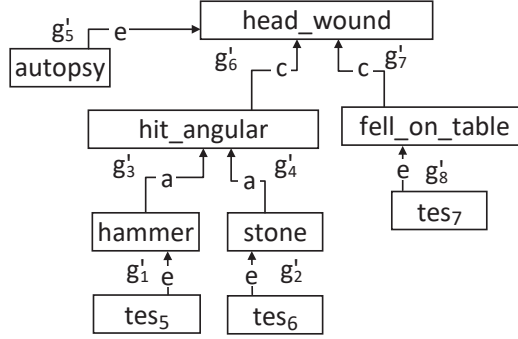 head_wound
g'5 e
autopsy
g'6 c c g'7
hit_angular
fell_on_table
g'3 a a g'4
e g'8
hammer
stone
tes7
g'1 e e g'2
tes5
tes6